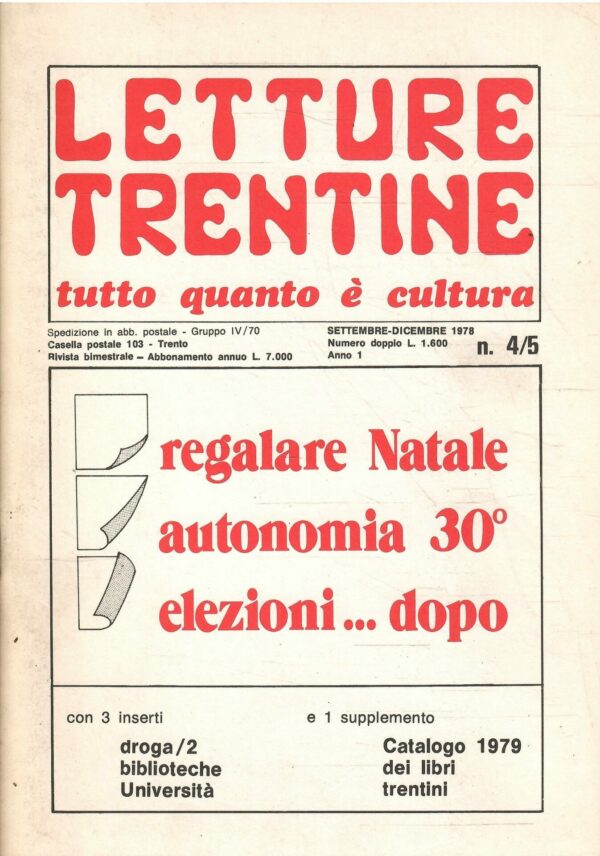 LETTURE
TRENTINE
tutto quanto è cultura
Spedizione in abb. postale - Gruppo IV/70
Casella postale 103 - Trento
Rivista bimestrale – Abbonamento annuo L. 7.000
SETTEMBRE-DICEMBRE 1978
Numero doppio L. 1.600
Anno 1
n. 4/5
regalare Natale
autonomia 30°
elezioni... dopo
con 3 inserti
droga/2
biblioteche
Università
e 1 supplemento
Catalogo 1979
dei libri
trentini